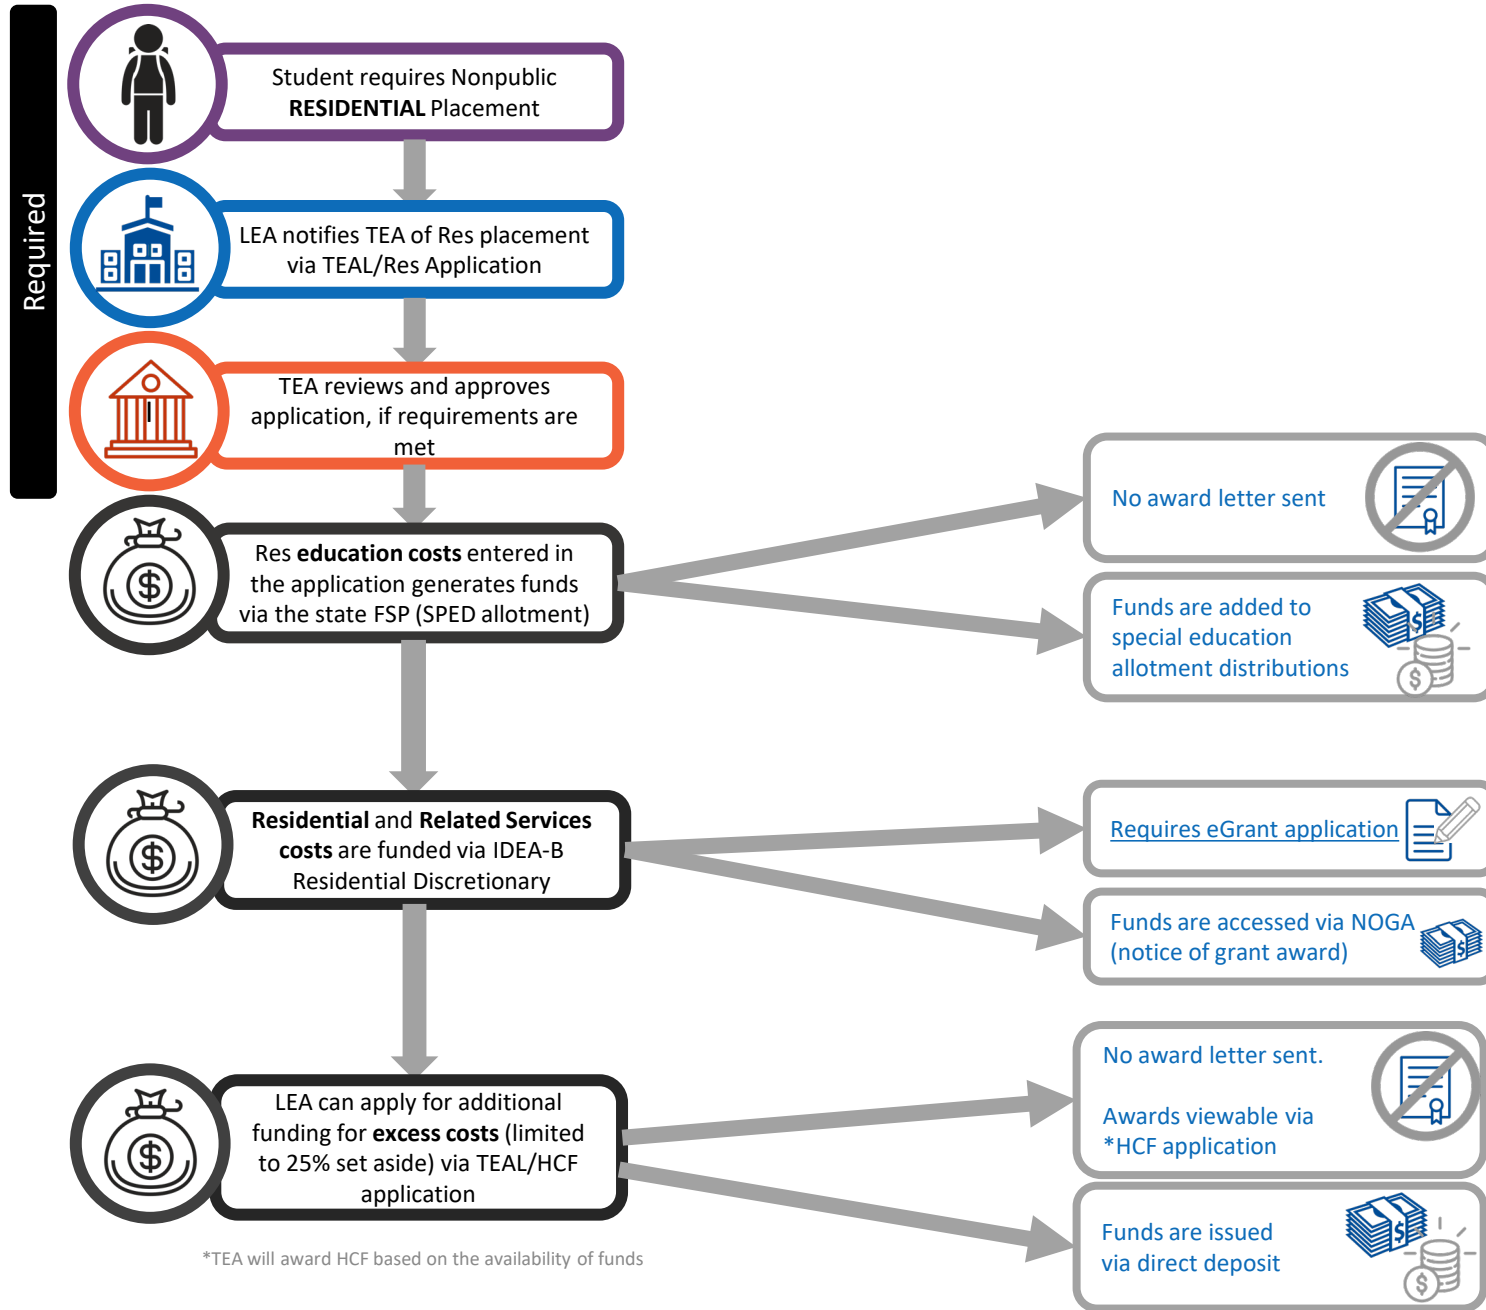 Required
Student requires Nonpublic
RESIDENTIAL Placement
LEA notifies TEA of Res placement
via TEAL/Res Application
TEA reviews and approves
application, if requirements are
met
Res education costs entered in
the application generates funds
via the state FSP (SPED allotment)
No award letter sent
Funds are added to
special education
allotment distributions
Residential and Related Services
costs are funded via IDEA-B
Residential Discretionary
Requires eGrant application
Funds are accessed via NOGA
(notice of grant award)
LEA can apply for additional
funding for excess costs (limited
to 25% set aside) via TEAL/HCF
application
No award letter sent.
Awards viewable via
*HCF application
Funds are issued
via direct deposit
*TEA will award HCF based on the availability of funds